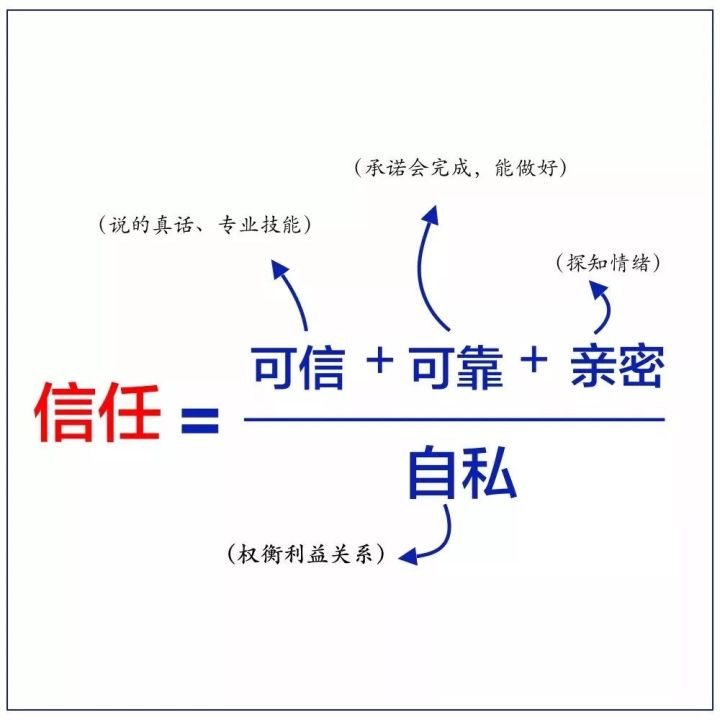 (承诺会完成，能做好)
(说的真话、专业技能)
(探知情绪)
可信 + 可靠 + 亲密
信任 =
自私
(权衡利益关系)